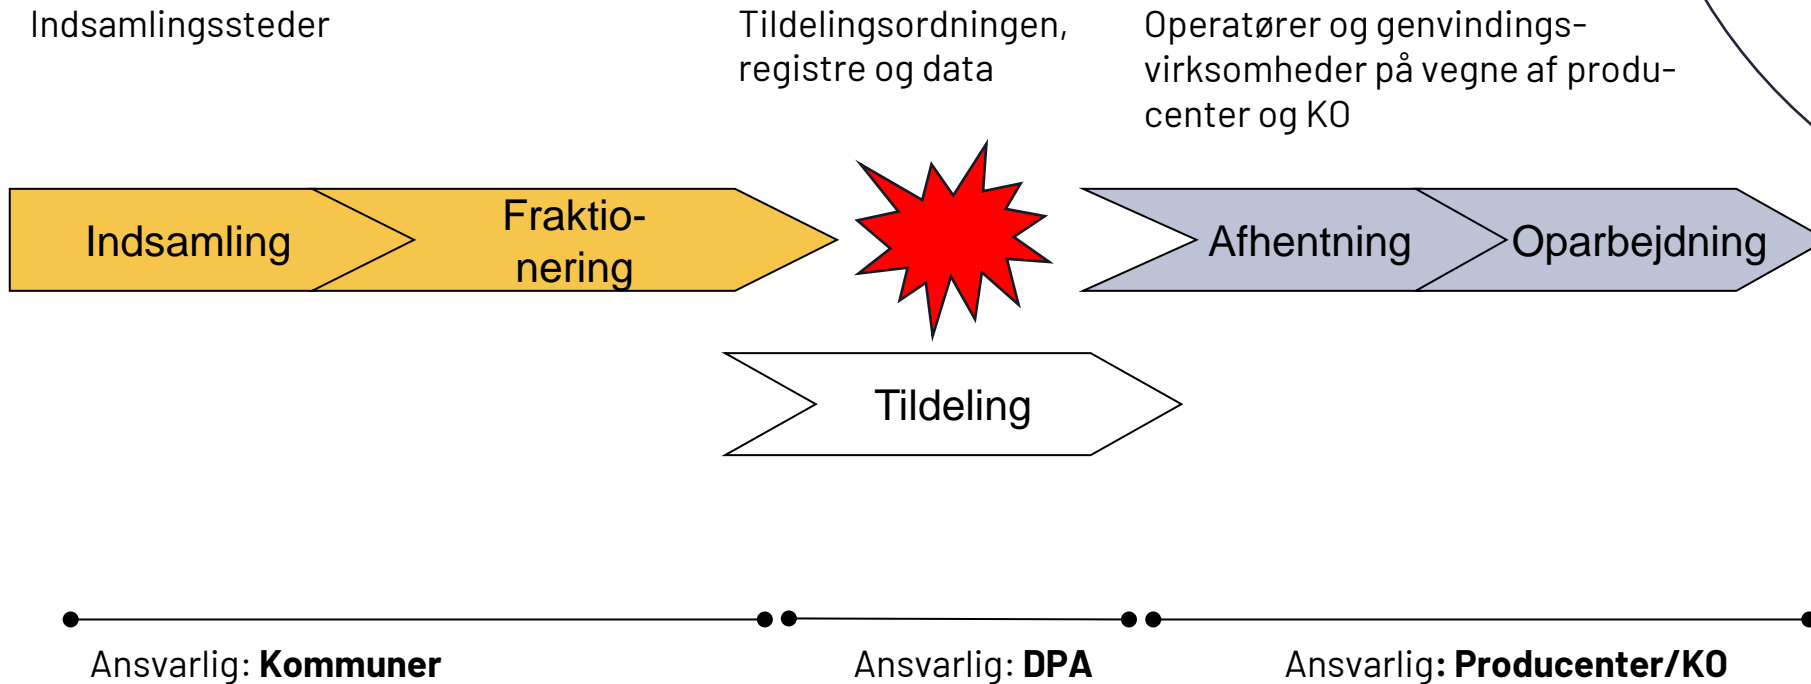 Indsamlingssteder
Tildelingsordningen,
registre og data
Operatører og genvindings-
virksomheder på vegne af produ-
center og KO
Indsamling
Fraktio-
nering
Afhentning
Oparbejdning
Tildeling
Ansvarlig: Kommuner
Ansvarlig: DPA
Ansvarlig: Producenter/KO